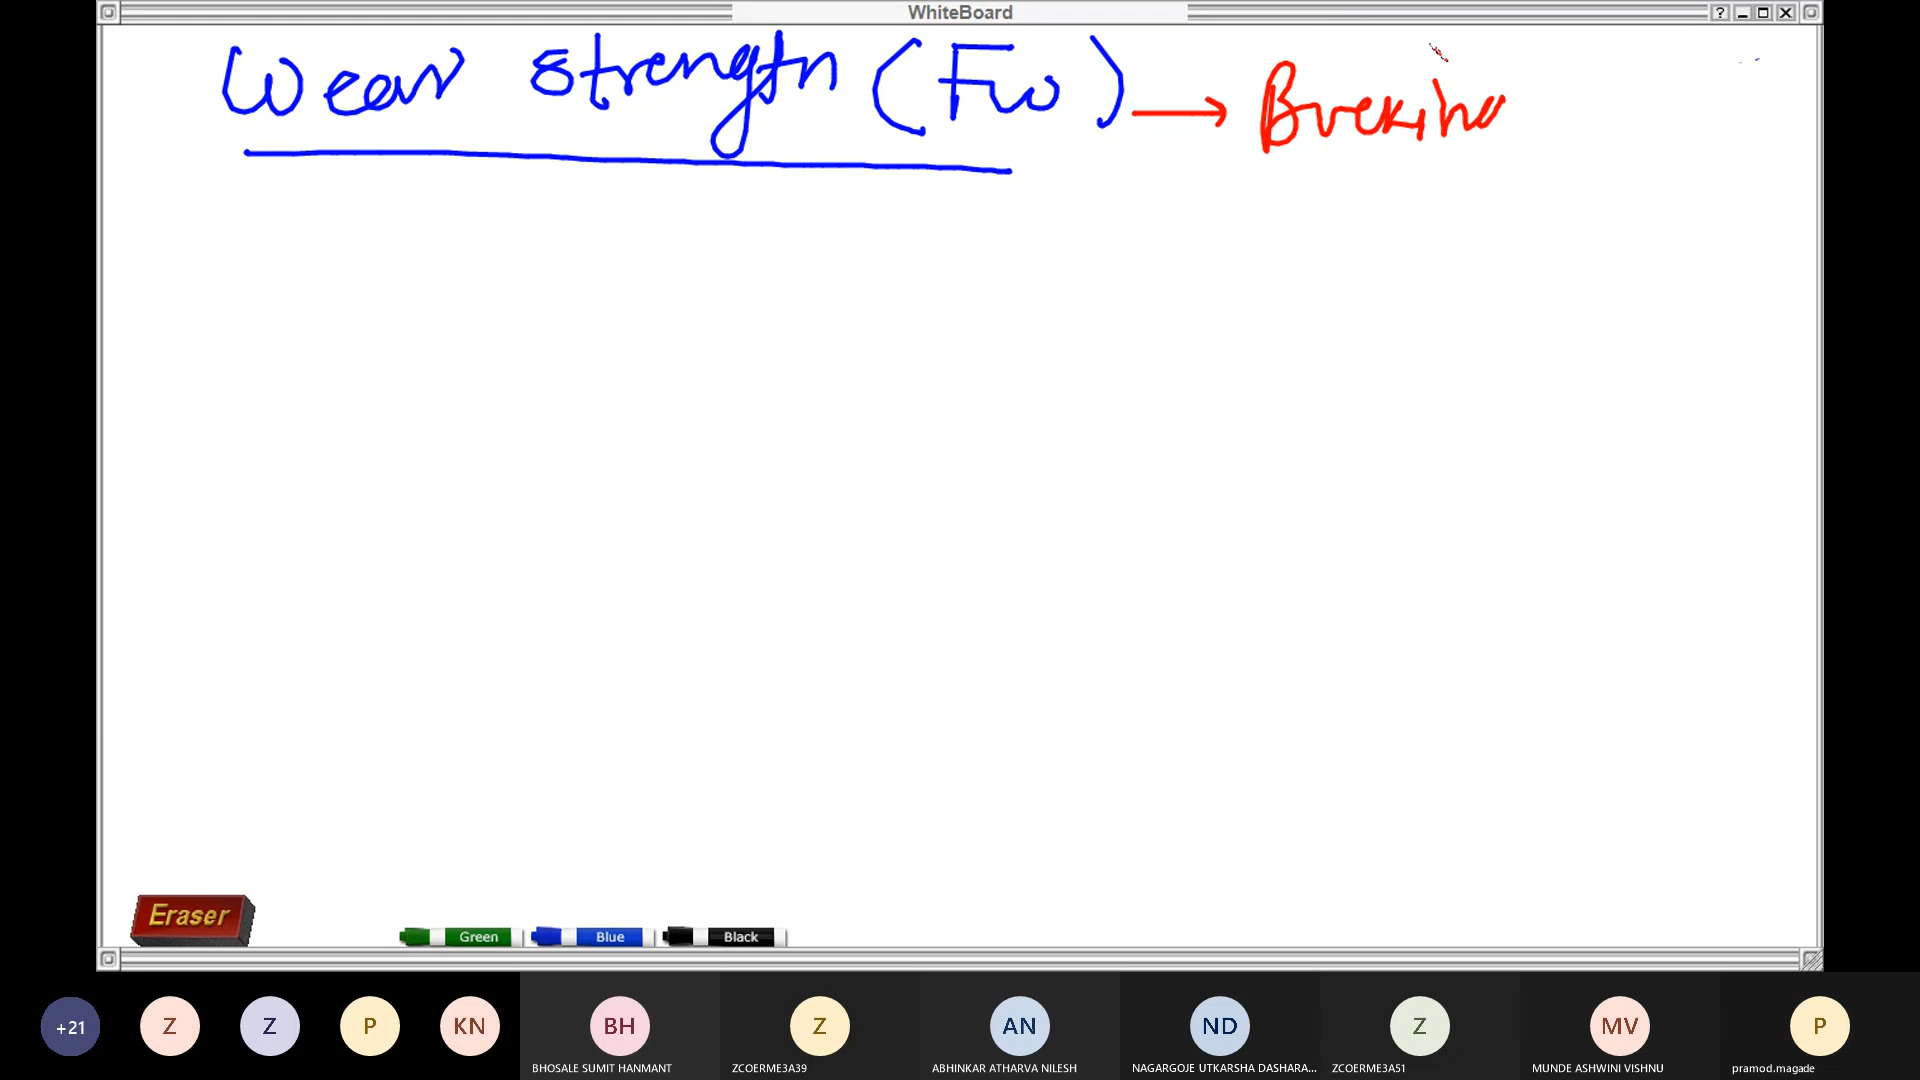 WhiteBoard
Wear strength (Fw) →
Eraser
Green Blue Black
+21 Z Z P KN BH Z AN ND Z MV P
BHOSALE SUMIT HANMANT ZCOERME3A39 ABHINKAR ATHARVA NILESH NAGARGOJE UTKARSHA DASHARA... ZCOERME3A51 MUNDE ASHWINI VISHNU pramod.magade